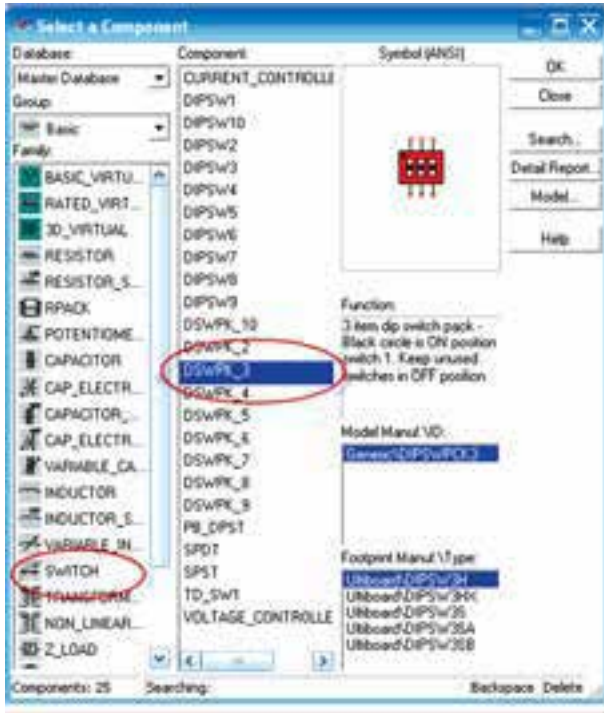 Select a Component
Database:
Master Database
Group:
Basic
Family:
BASIC_VIRTU...
RATED_VIRT...
3D_VIRTUAL
RESISTOR
RESISTOR_S...
RPACK
POTENTIOME...
CAPACITOR
CAP_ELECTR...
CAPACITOR_...
CAP_ELECTR...
VARIABLE_CA...
INDUCTOR
INDUCTOR_S...
VARIABLE_IN...
SWITCH
TRANSFORM...
NON_LINEAR...
Z_LOAD
Component:
CURRENT_CONTROLLE
DIPSW1
DIPSW10
DIPSW2
DIPSW3
DIPSW4
DIPSW5
DIPSW6
DIPSW7
DIPSW8
DIPSW9
DSWPK_10
DSWPK_2
DSWPK_3
DSWPK_4
DSWPK_5
DSWPK_6
DSWPK_7
DSWPK_8
DSWPK_9
PB_DPST
SPDT
SPST
TD_SW1
VOLTAGE_CONTROLLE
Symbol (ANSI)
Function:
3 item dip switch pack -
Black circle is ON position
switch 1. Keep unused
switches in OFF position
Model Manuf.\ID:
Generic\DIPSWPCK3
Footprint Manuf.\Type:
Ultiboard\DIPSW3H
Ultiboard\DIPSW3HX
Ultiboard\DIPSW3S
Ultiboard\DIPSW3SA
Ultiboard\DIPSW3SB
OK
Close
Search...
Detail Report...
Model...
Help
Components: 25
Searching:
Backspace Delete